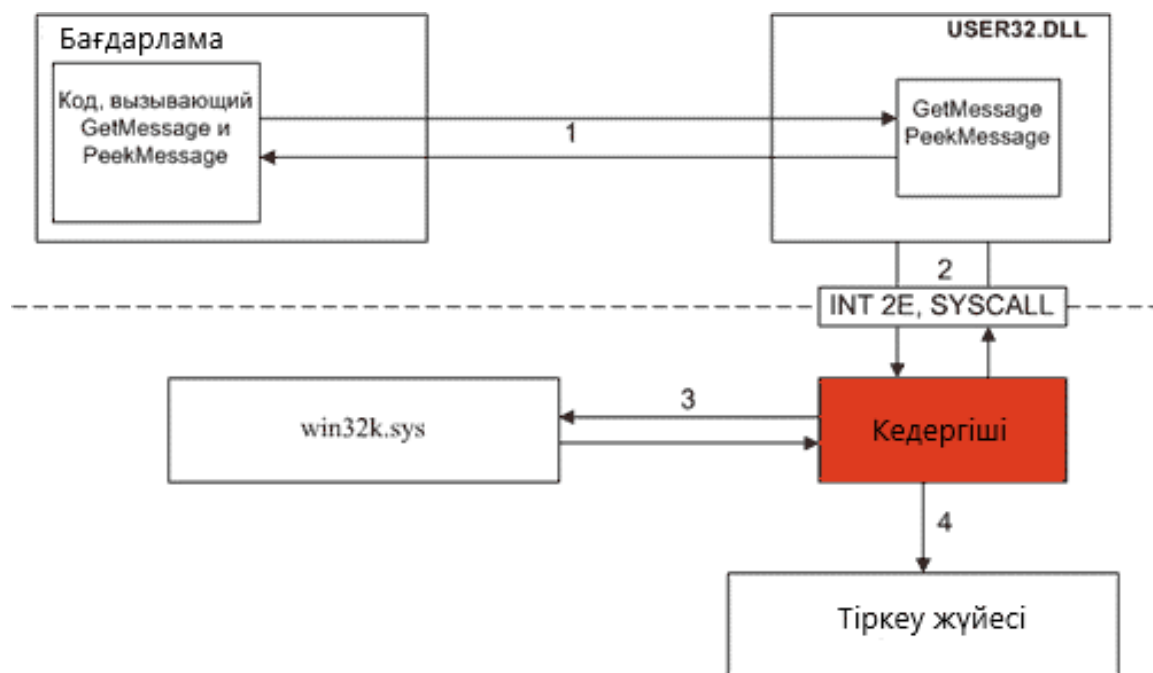 Бағдарлама
Код, вызывающий
GetMessage и
PeekMessage
1
USER32.DLL
GetMessage
PeekMessage
2
INT 2E, SYSCALL
win32k.sys
3
Кедергіші
4
Тіркеу жүйесі